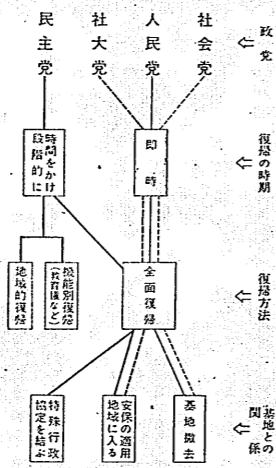 政党
社会党
人民党
社大党
民主党
復帰の時期
即時
時間をかけ
段階的に
復帰方法
全面復帰
機能別復帰
(教育権など)
地域的復帰
基地との
関係
基地撤去
安保の適用
地域に入る
特殊行政
協定を結ぶ